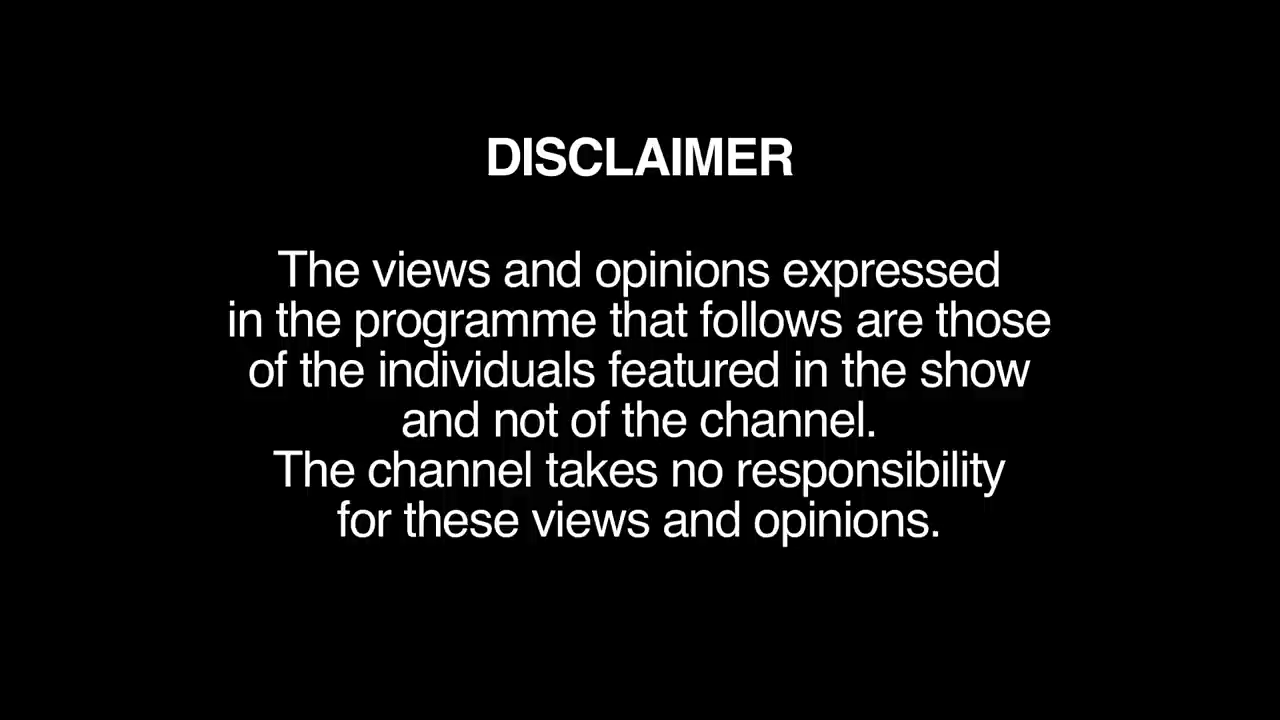 DISCLAIMER
The views and opinions expressed
in the programme that follows are those
of the individuals featured in the show
and not of the channel.
The channel takes no responsibility
for these views and opinions.